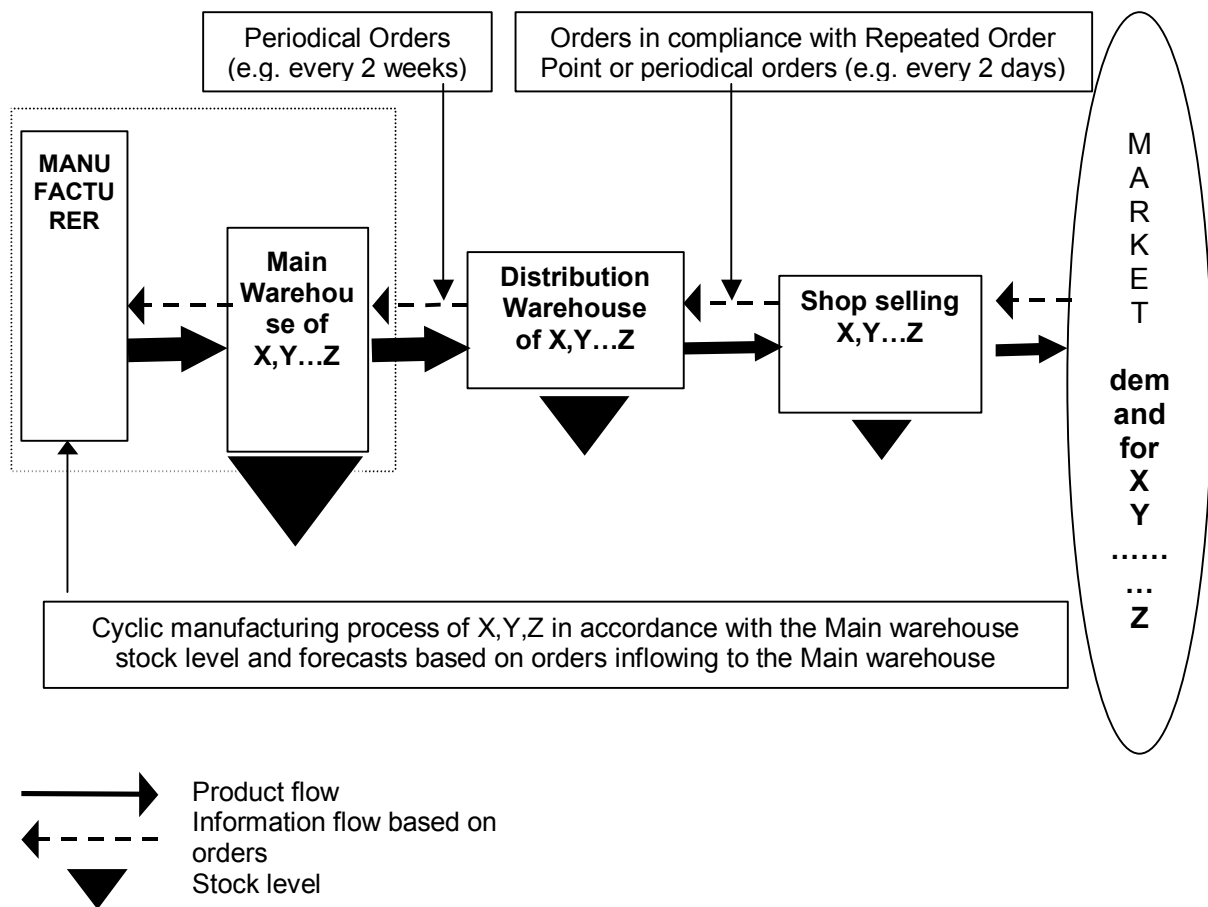 Periodical Orders
(e.g. every 2 weeks)
Orders in compliance with Repeated Order
Point or periodical orders (e.g. every 2 days)
MANU
FACTU
RER
Main
Warehou
se of
X,Y...Z
Distribution
Warehouse
of X,Y...Z
Shop selling
X,Y...Z
M
A
R
K
E
T
dem
and
for
X
Y
......
...
Z
Cyclic manufacturing process of X,Y,Z in accordance with the Main warehouse
stock level and forecasts based on orders inflowing to the Main warehouse
Product flow
Information flow based on
orders
Stock level